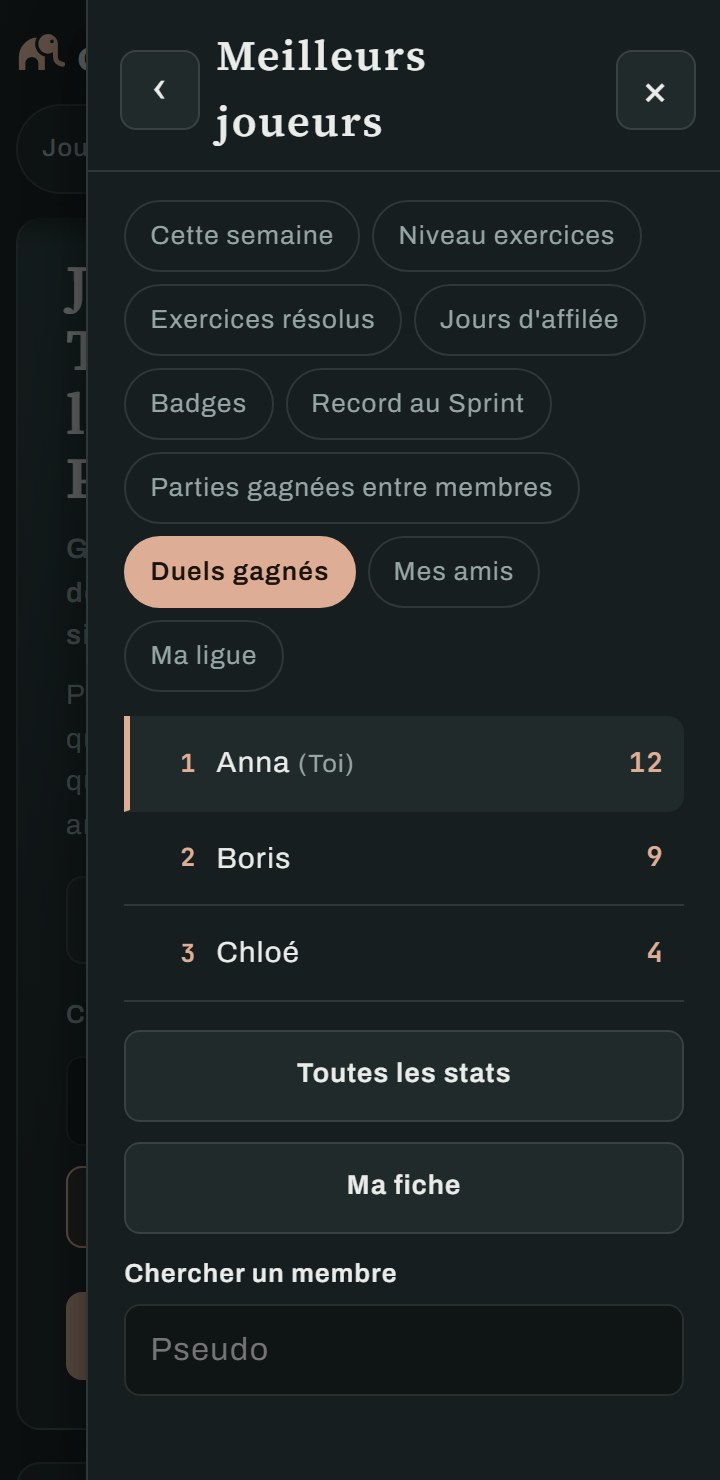 ‹
Meilleurs
joueurs
×
Jou
Cette semaine
Niveau exercices
Exercices résolus
Jours d'affilée
Badges
Record au Sprint
Parties gagnées entre membres
Duels gagnés
Mes amis
Ma ligue
1 Anna (Toi) 12
2 Boris 9
3 Chloé 4
Toutes les stats
Ma fiche
Chercher un membre
Pseudo